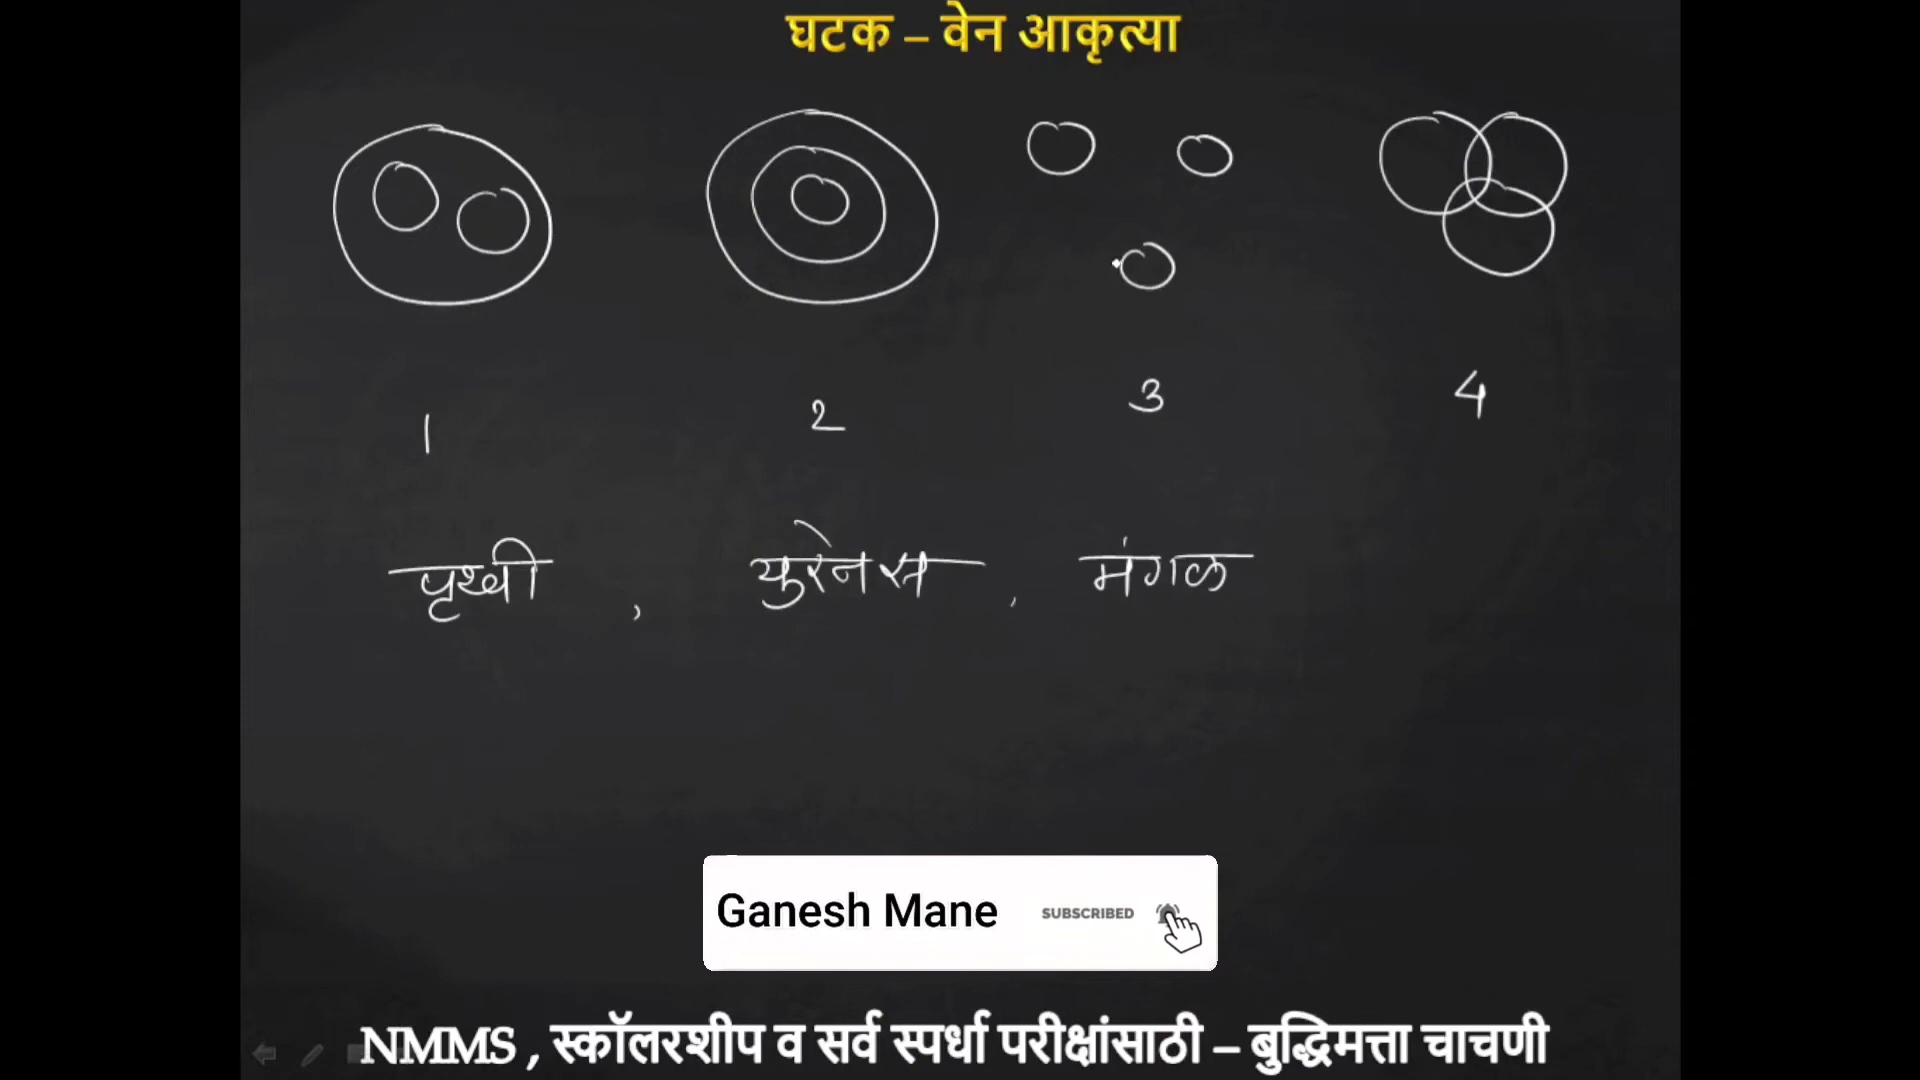 घटक – वेन आकृत्या
1 2 3 4
पृथ्वी , युरेनस , मंगळ
Ganesh Mane SUBSCRIBED
NMMS , स्कॉलरशीप व सर्व स्पर्धा परीक्षांसाठी – बुद्धिमत्ता चाचणी